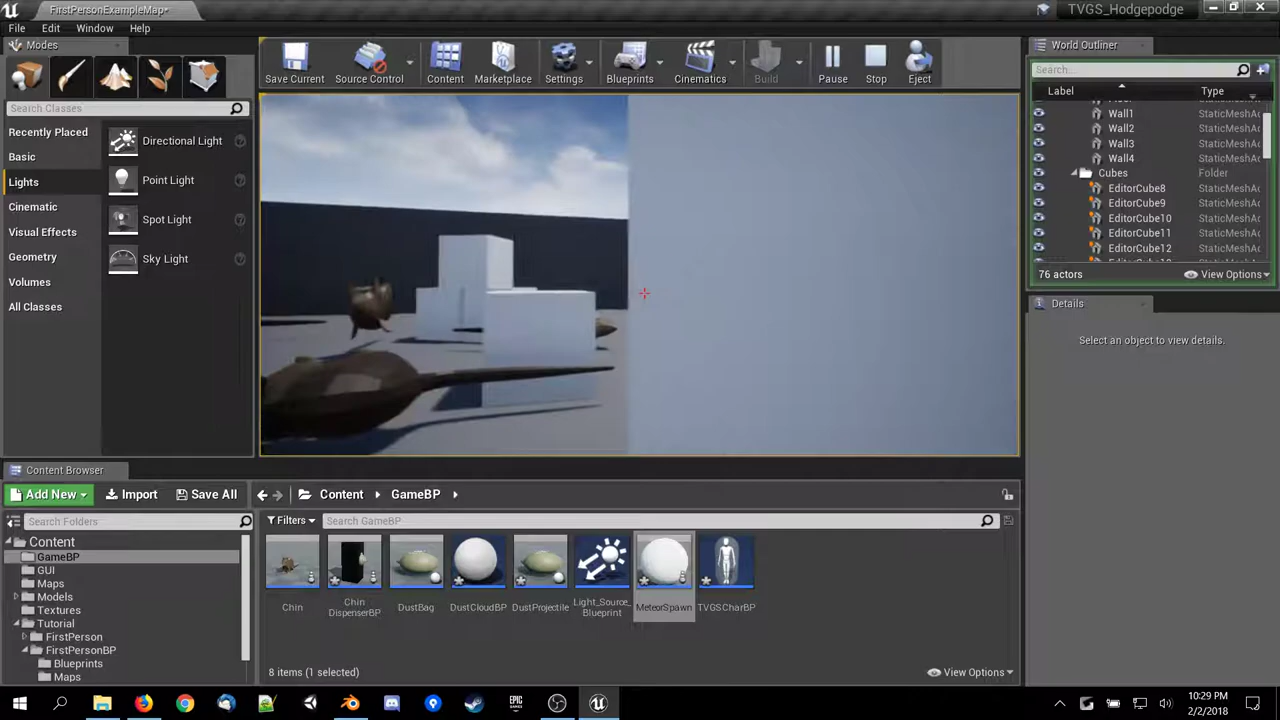 FirstPersonExampleMap*
TVGS_Hodgepodge
File Edit Window Help
Modes
Search Classes
Recently Placed
Basic
Lights
Cinematic
Visual Effects
Geometry
Volumes
All Classes
Directional Light
Point Light
Spot Light
Sky Light
Save Current
Source Control
Content
Marketplace
Settings
Blueprints
Cinematics
Build
Pause
Stop
Eject
World Outliner
Search...
Label Type
Wall1 StaticMeshAc
Wall2 StaticMeshAc
Wall3 StaticMeshAc
Wall4 StaticMeshAc
Cubes Folder
EditorCube8 StaticMeshAc
EditorCube9 StaticMeshAc
EditorCube10 StaticMeshAc
EditorCube11 StaticMeshAc
EditorCube12 StaticMeshAc
76 actors View Options
Details
Select an object to view details.
Content Browser
Add New Import Save All Content GameBP
Search Folders
Filters Search GameBP
Content
GameBP
GUI
Maps
Models
Textures
Tutorial
FirstPerson
FirstPersonBP
Blueprints
Maps
Chin
Chin
DispenserBP
DustBag
DustCloudBP
DustProjectile
Light_Source_
Blueprint
MeteorSpawn
TVGSCharBP
8 items (1 selected) View Options
EPIC
GAMES
10:29 PM
2/2/2018